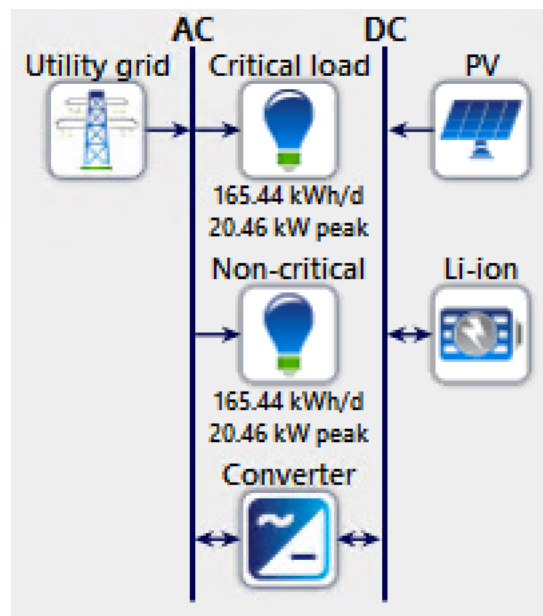 AC DC
Utility grid Critical load PV
165.44 kWh/d
20.46 kW peak
Non-critical Li-ion
165.44 kWh/d
20.46 kW peak
Converter